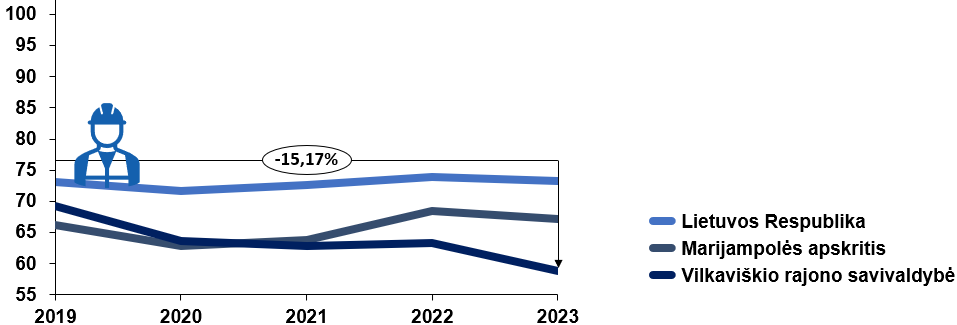 100
95
90
85
80
75
70
65
60
55
-15,17%
2019 2020 2021 2022 2023
Lietuvos Respublika
Marijampolės apskritis
Vilkaviškio rajono savivaldybė